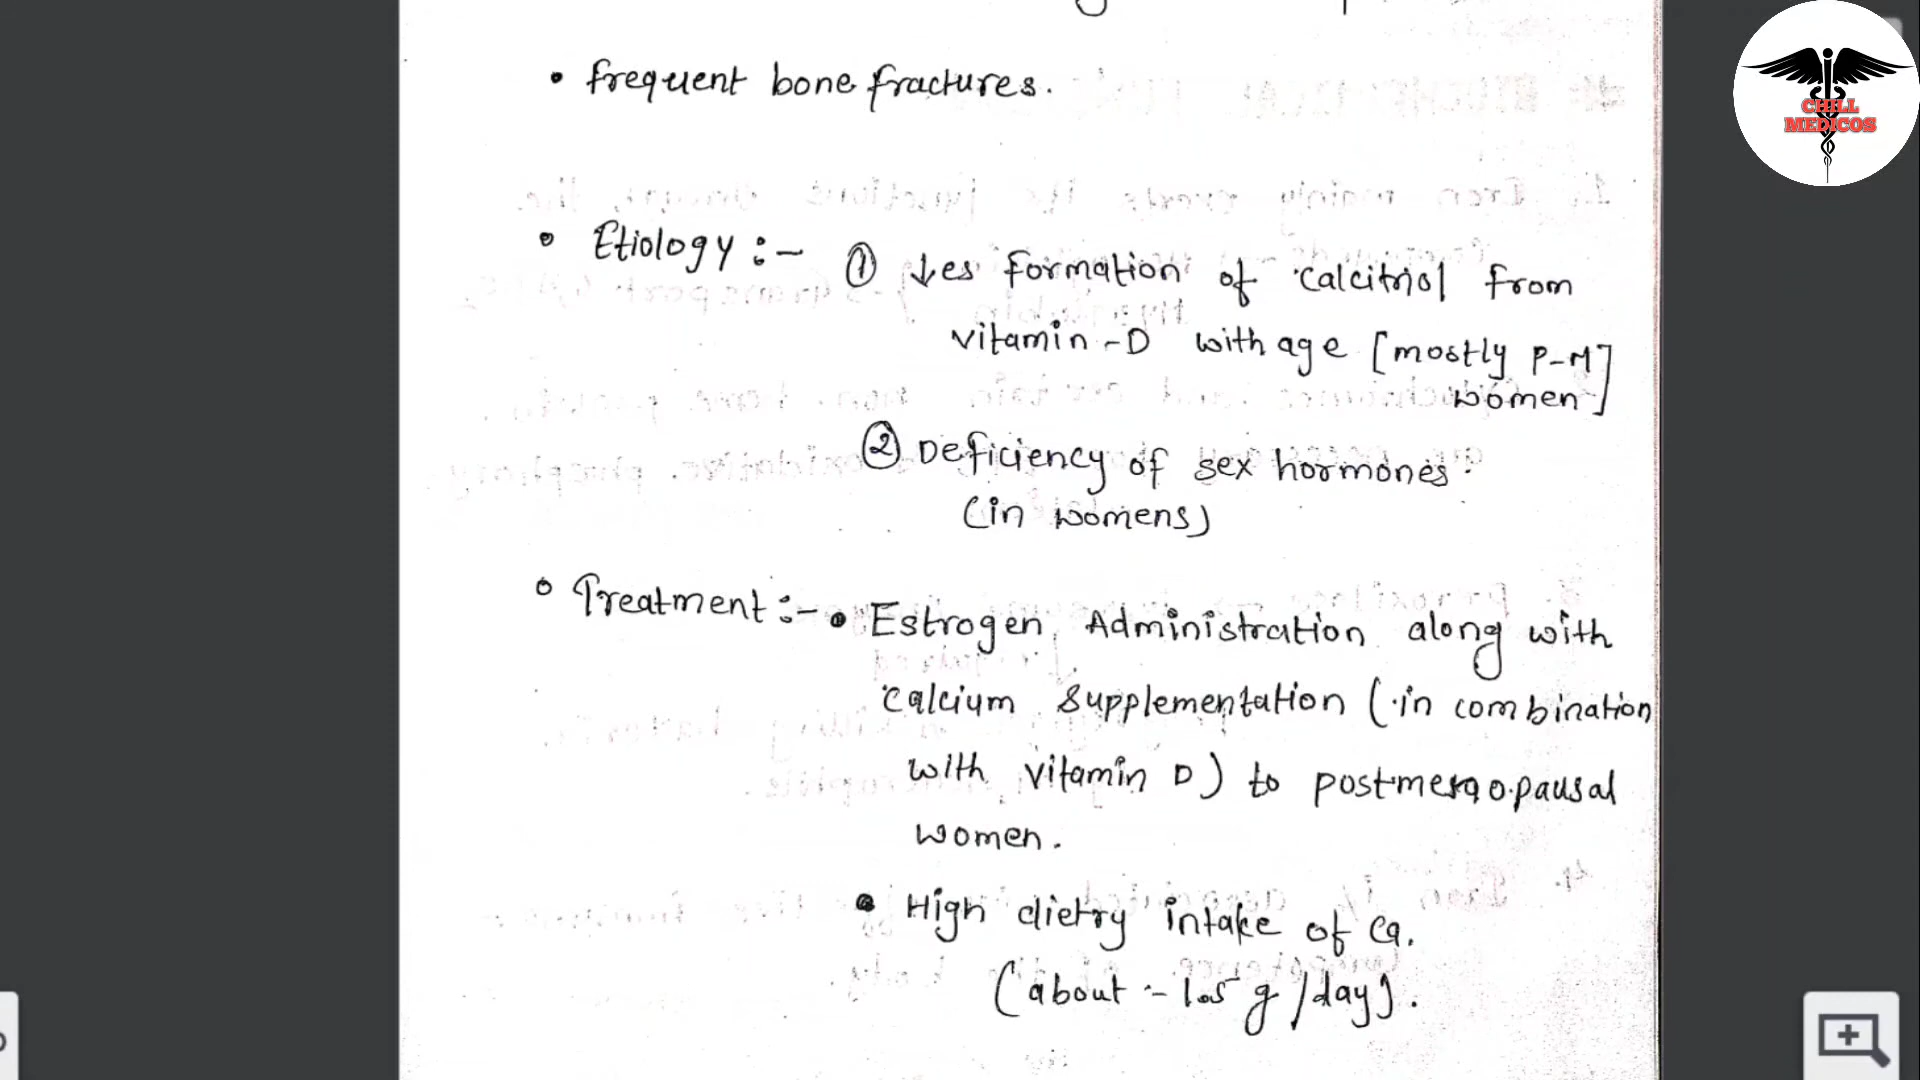 • frequent bone fractures.
• Etiology :- ① ↓es formation of calcitriol from
vitamin-D with age [mostly P-M]
women]
② Deficiency of sex hormones.
(in womens)
• Treatment :- • Estrogen Administration along with
calcium supplementation (in combination
with vitamin D) to postmenopausal
women.
• High dietry intake of Ca.
(about :- 1.5 g/day).
CHILL
MEDICOS